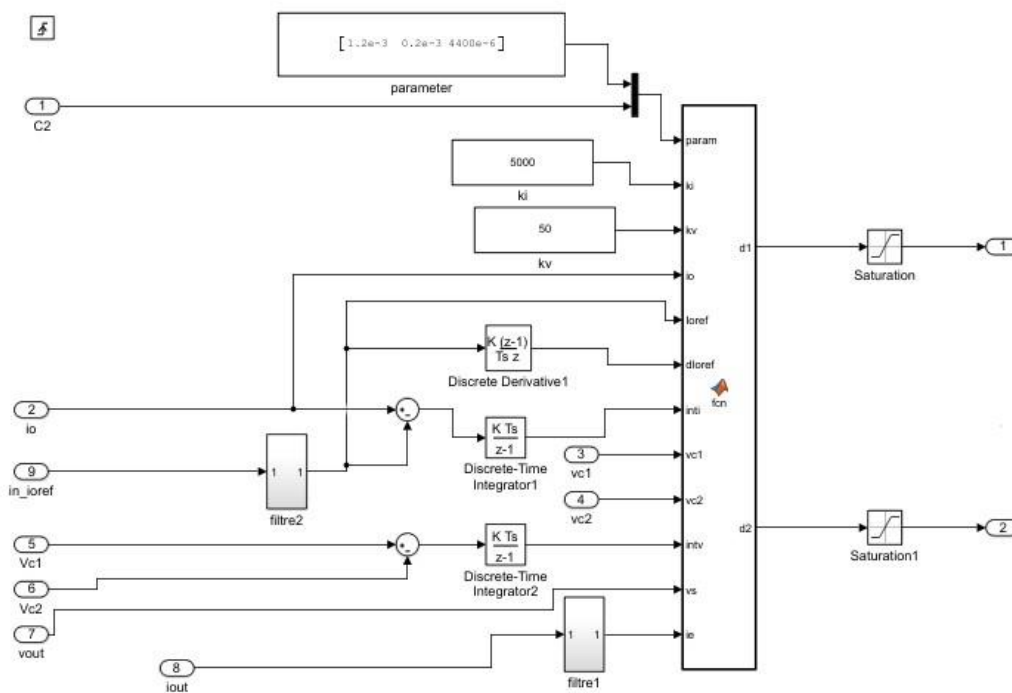 [1.2e-3 0.2e-3 4400e-6]
parameter
1
C2
param
5000
ki
ki
50
kv
kv
d1
Saturation
1
io
Ioref
K (z-1)
Ts z
Discrete Derivative1
dIoref
fcn
2
io
+
-
K Ts
z-1
Discrete-Time
Integrator1
inti
3
vc1
vc1
9
in_ioref
1 1
filtre2
4
vc2
vc2
d2
Saturation1
2
5
Vc1
+
-
K Ts
z-1
Discrete-Time
Integrator2
intv
6
Vc2
vs
7
vout
1 1
filtre1
ie
8
iout